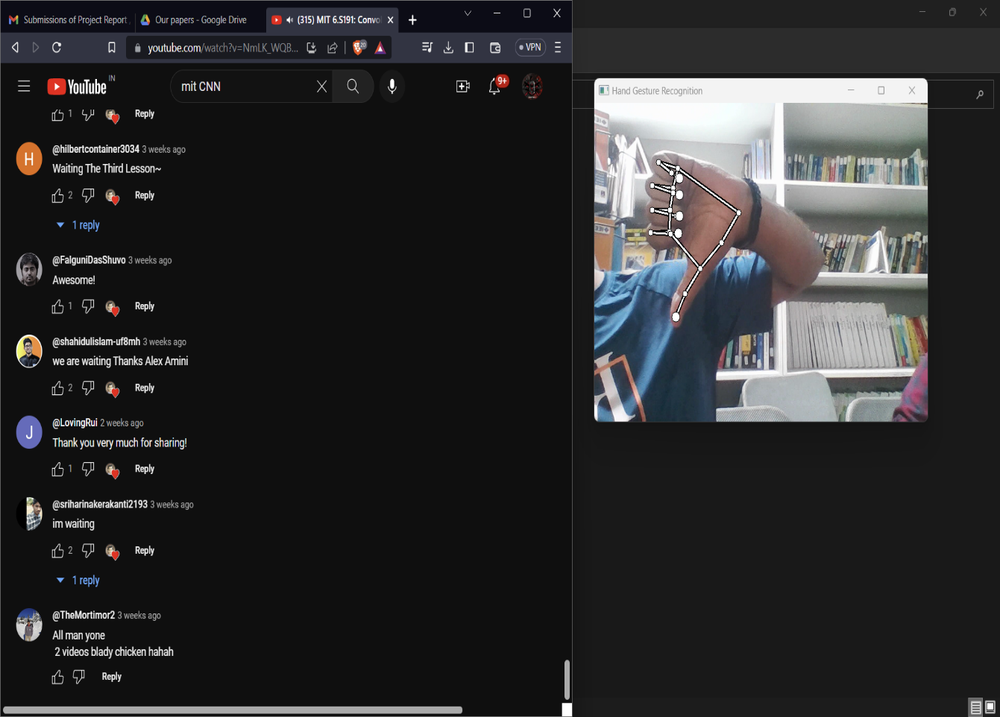 Submissions of Project Report
Our papers - Google Drive
(315) MIT 6.S191: Convol
youtube.com/watch?v=NmLK_WQB...
20
VPN
YouTube IN
mit CNN
9+
1 Reply
@hilbertcontainer3034 3 weeks ago
Waiting The Third Lesson~
2 Reply
1 reply
@FalguniDasShuvo 3 weeks ago
Awesome!
1 Reply
@shahidulislam-uf8mh 3 weeks ago
we are waiting Thanks Alex Amini
2 Reply
@LovingRui 2 weeks ago
Thank you very much for sharing!
1 Reply
@sriharinakerakanti2193 3 weeks ago
im waiting
2 Reply
1 reply
@TheMortimor2 3 weeks ago
All man yone
2 videos blady chicken hahah
Reply
H
J
Hand Gesture Recognition